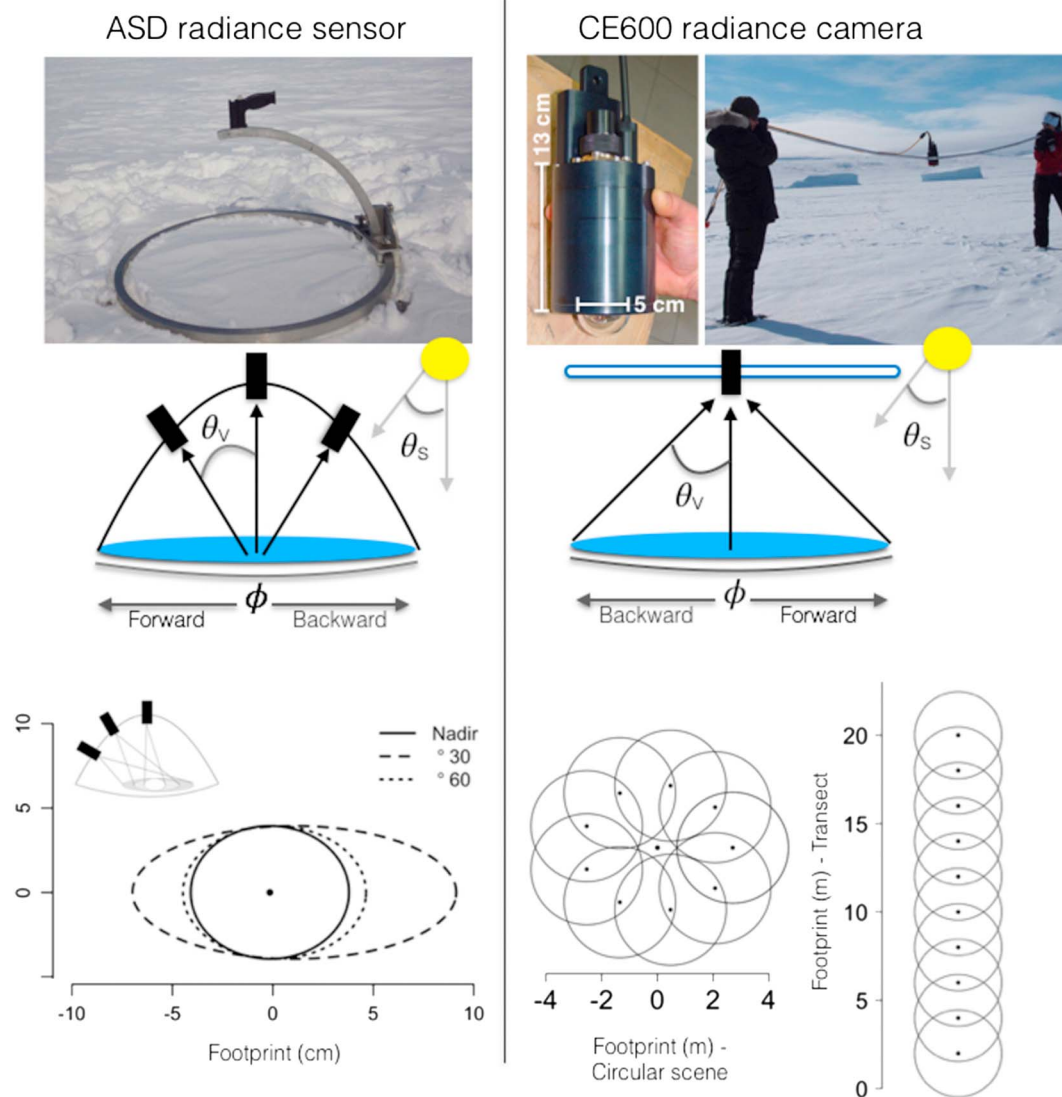 ASD radiance sensor
CE600 radiance camera
13 cm
5 cm
θV
θS
ϕ
Forward
Backward
θV
θS
ϕ
Backward
Forward
10
5
0
Nadir
° 30
° 60
-10
-5
0
5
10
Footprint (cm)
-4
-2
0
2
4
Footprint (m) -
Circular scene
Footprint (m) - Transect
20
15
10
5
0